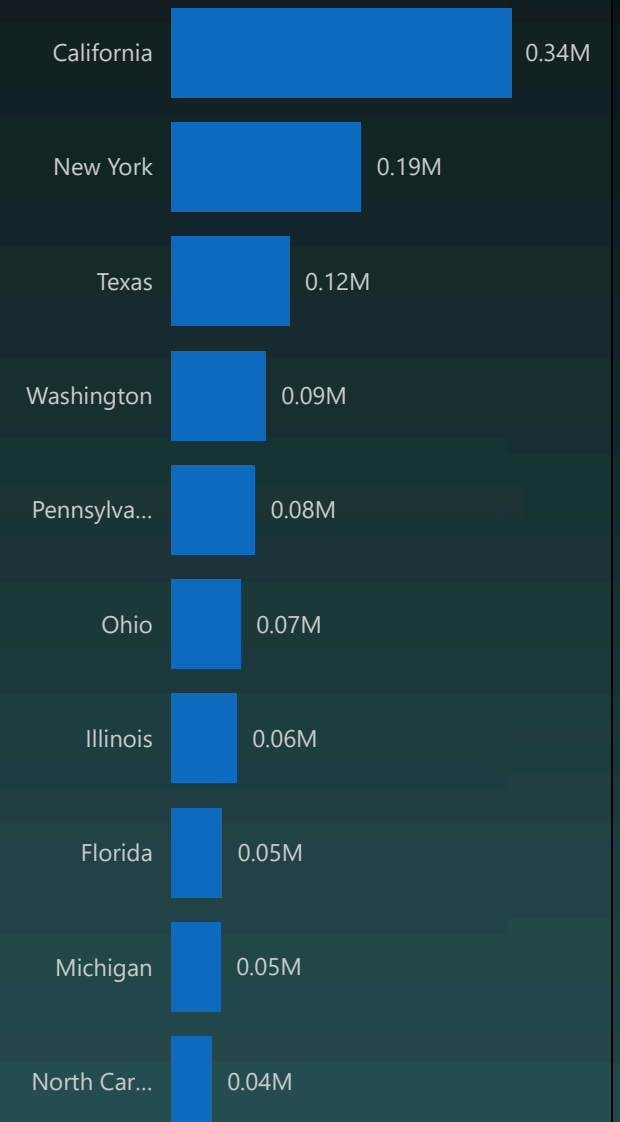 California 0.34M
New York 0.19M
Texas 0.12M
Washington 0.09M
Pennsylva... 0.08M
Ohio 0.07M
Illinois 0.06M
Florida 0.05M
Michigan 0.05M
North Car... 0.04M